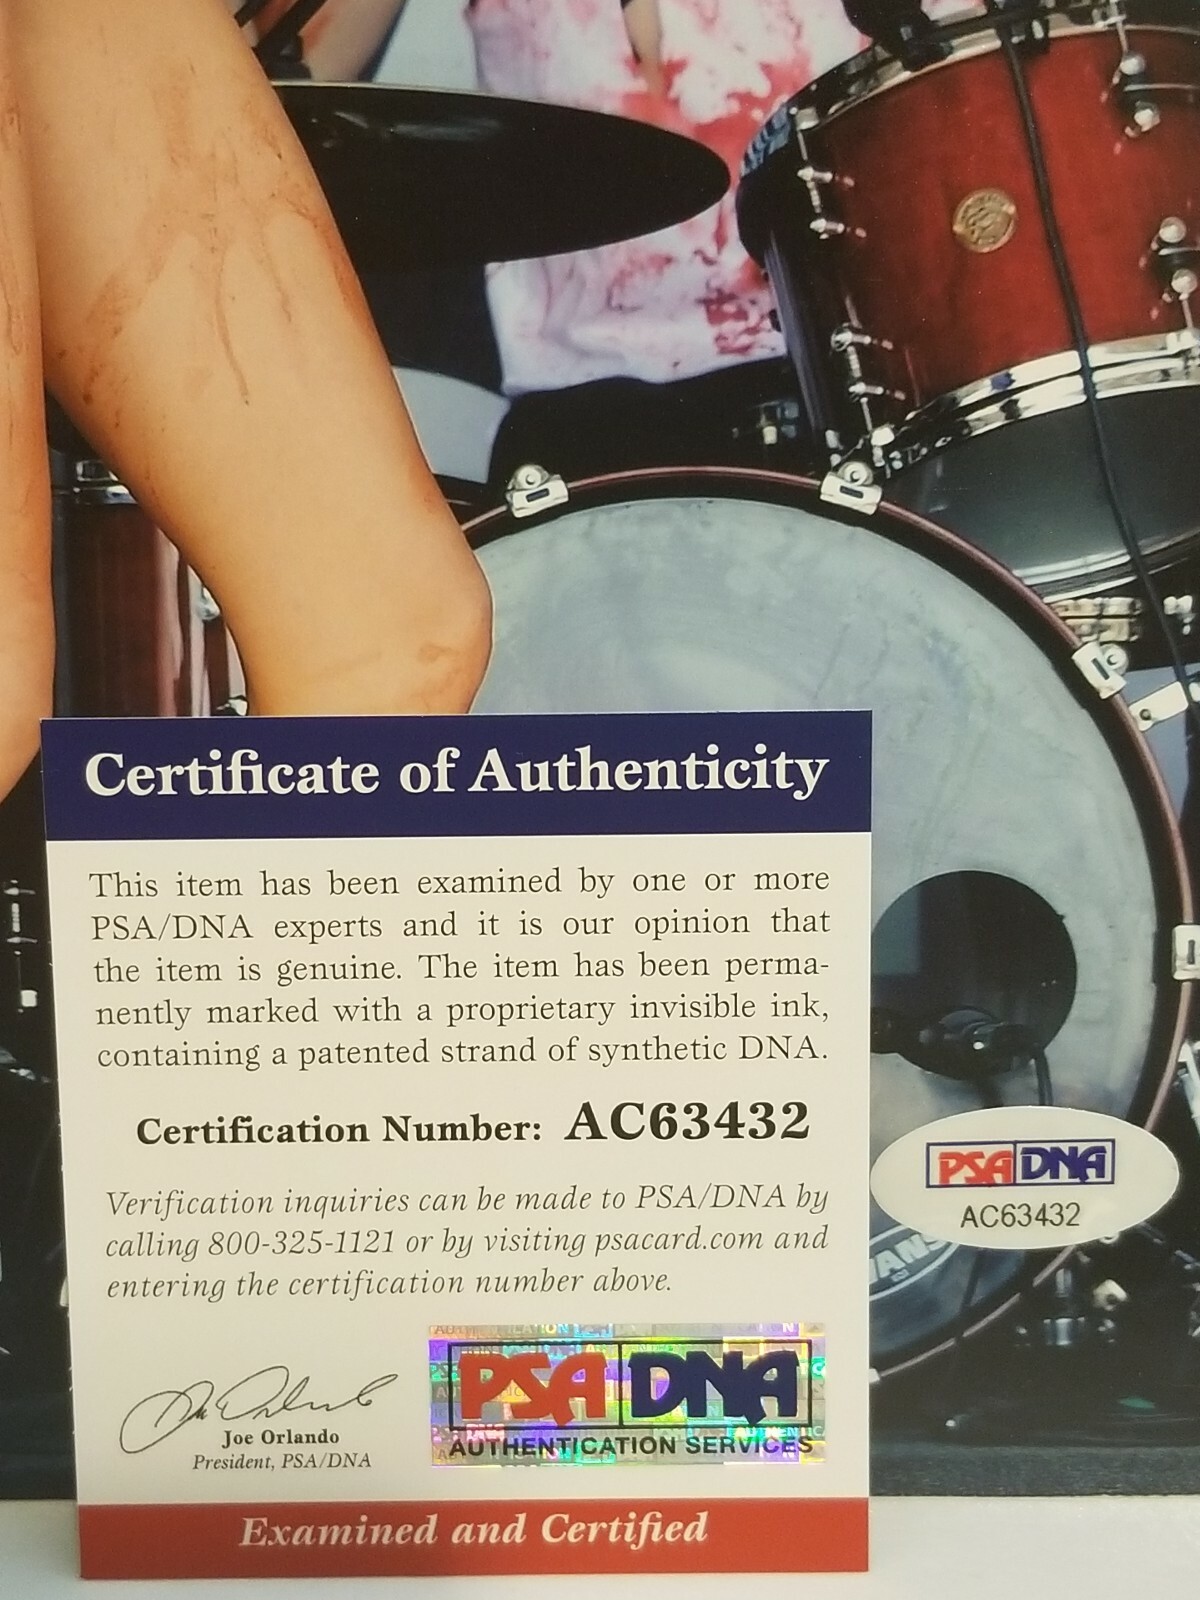 Certificate of Authenticity
This item has been examined by one or more
PSA/DNA experts and it is our opinion that
the item is genuine. The item has been perma-
nently marked with a proprietary invisible ink,
containing a patented strand of synthetic DNA.
Certification Number: AC63432
Verification inquiries can be made to PSA/DNA by
calling 800-325-1121 or by visiting psacard.com and
entering the certification number above.
Joe Orlando
President, PSA/DNA
PSA DNA
AUTHENTICATION SERVICES
Examined and Certified
PSA DNA
AC63432